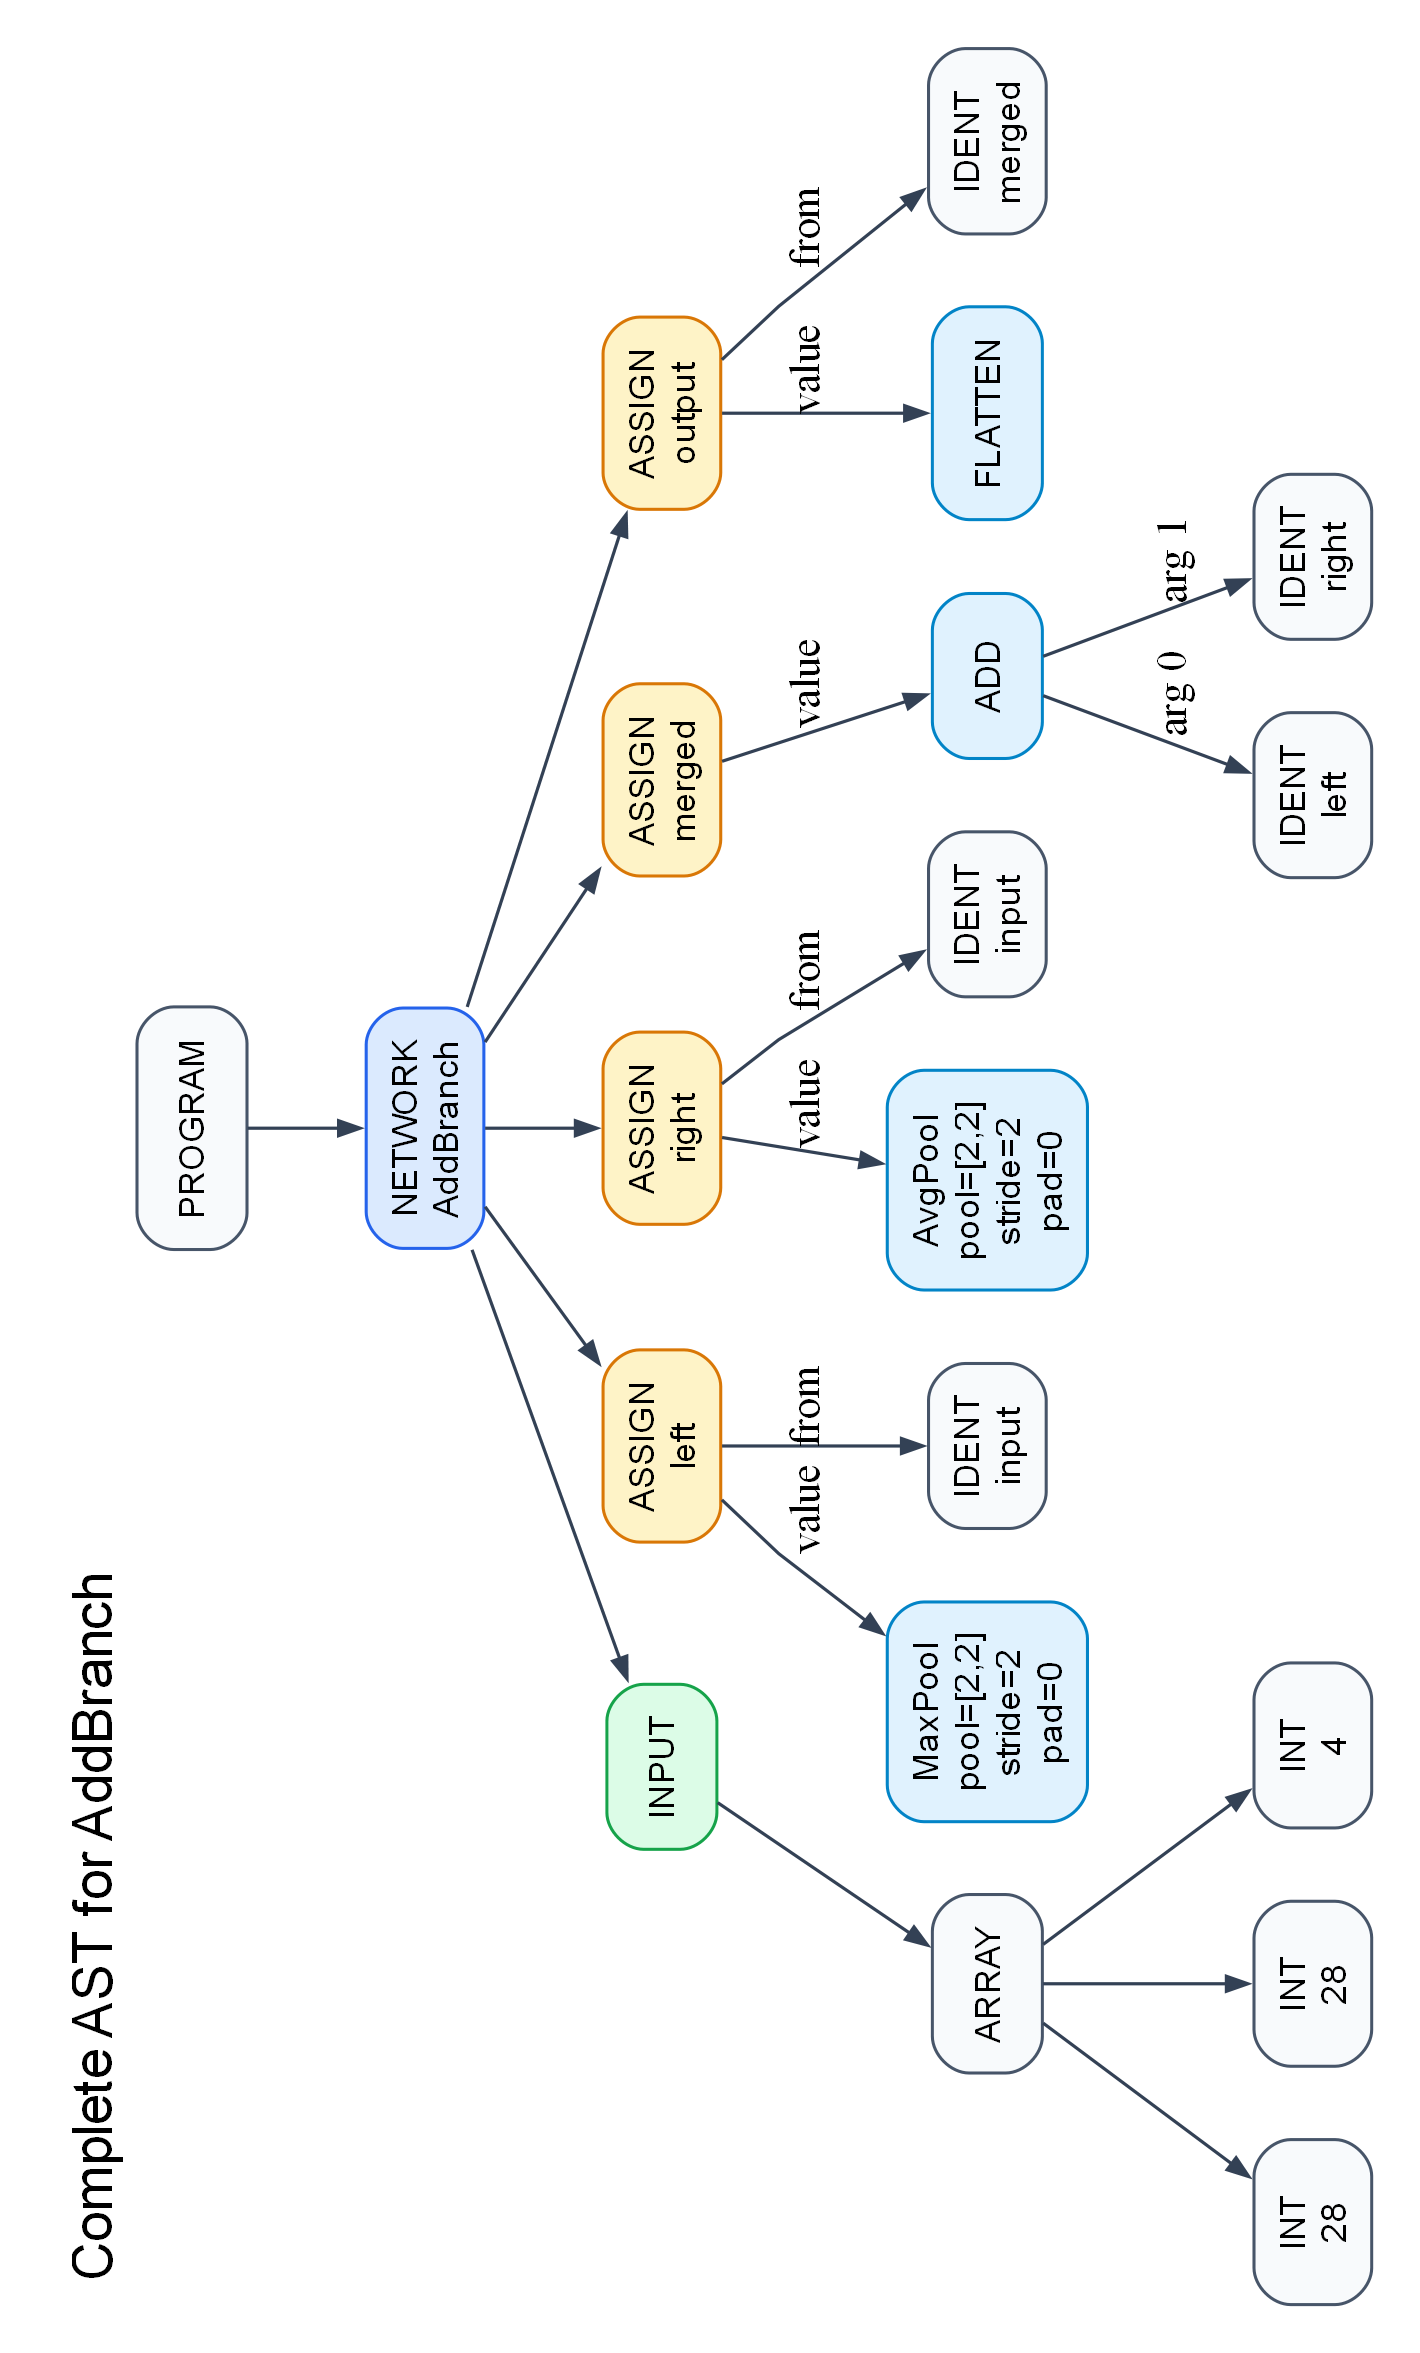 Complete AST for AddBranch
PROGRAM
NETWORK
AddBranch
INPUT
ASSIGN
left
ASSIGN
right
ASSIGN
merged
ASSIGN
output
value
from
value
from
value
value
from
ARRAY
MaxPool
pool=[2,2]
stride=2
pad=0
IDENT
input
AvgPool
pool=[2,2]
stride=2
pad=0
IDENT
input
ADD
FLATTEN
IDENT
merged
arg 0
arg 1
INT
28
INT
28
INT
4
IDENT
left
IDENT
right